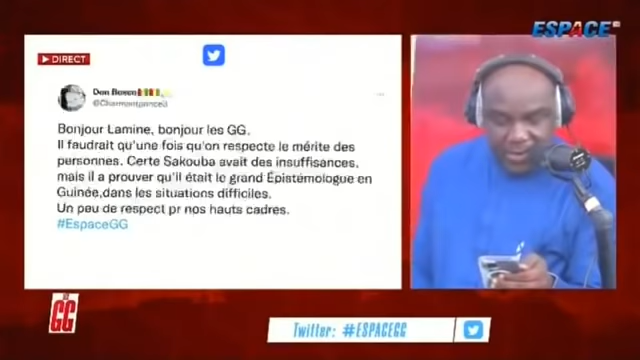 ESPACE
DIRECT
Don Bosco
@Charmantprince0
Bonjour Lamine, bonjour les GG.
Il faudrait qu'une fois qu'on respecte le mérite des
personnes. Certe Sakouba avait des insuffisances,
mais il a prouver qu'il était le grand Épistémologue en
Guinée,dans les situations difficiles.
Un peu de respect pr nos hauts cadres.
#EspaceGG
GG
Twitter: #ESPACEGG